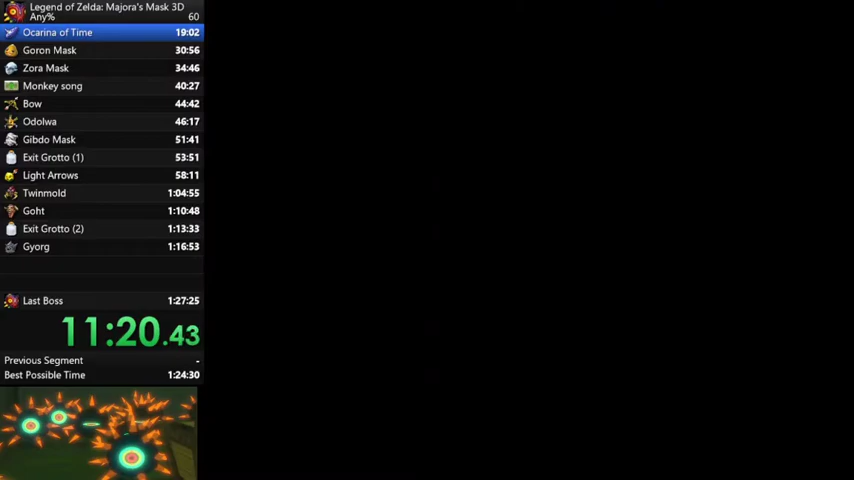 Legend of Zelda: Majora's Mask 3D
Any% 60
Ocarina of Time 19:02
Goron Mask 30:56
Zora Mask 34:46
Monkey song 40:27
Bow 44:42
Odolwa 46:17
Gibdo Mask 51:41
Exit Grotto (1) 53:51
Light Arrows 58:11
Twinmold 1:04:55
Goht 1:10:48
Exit Grotto (2) 1:13:33
Gyorg 1:16:53
Last Boss 1:27:25
11:20.43
Previous Segment -
Best Possible Time 1:24:30